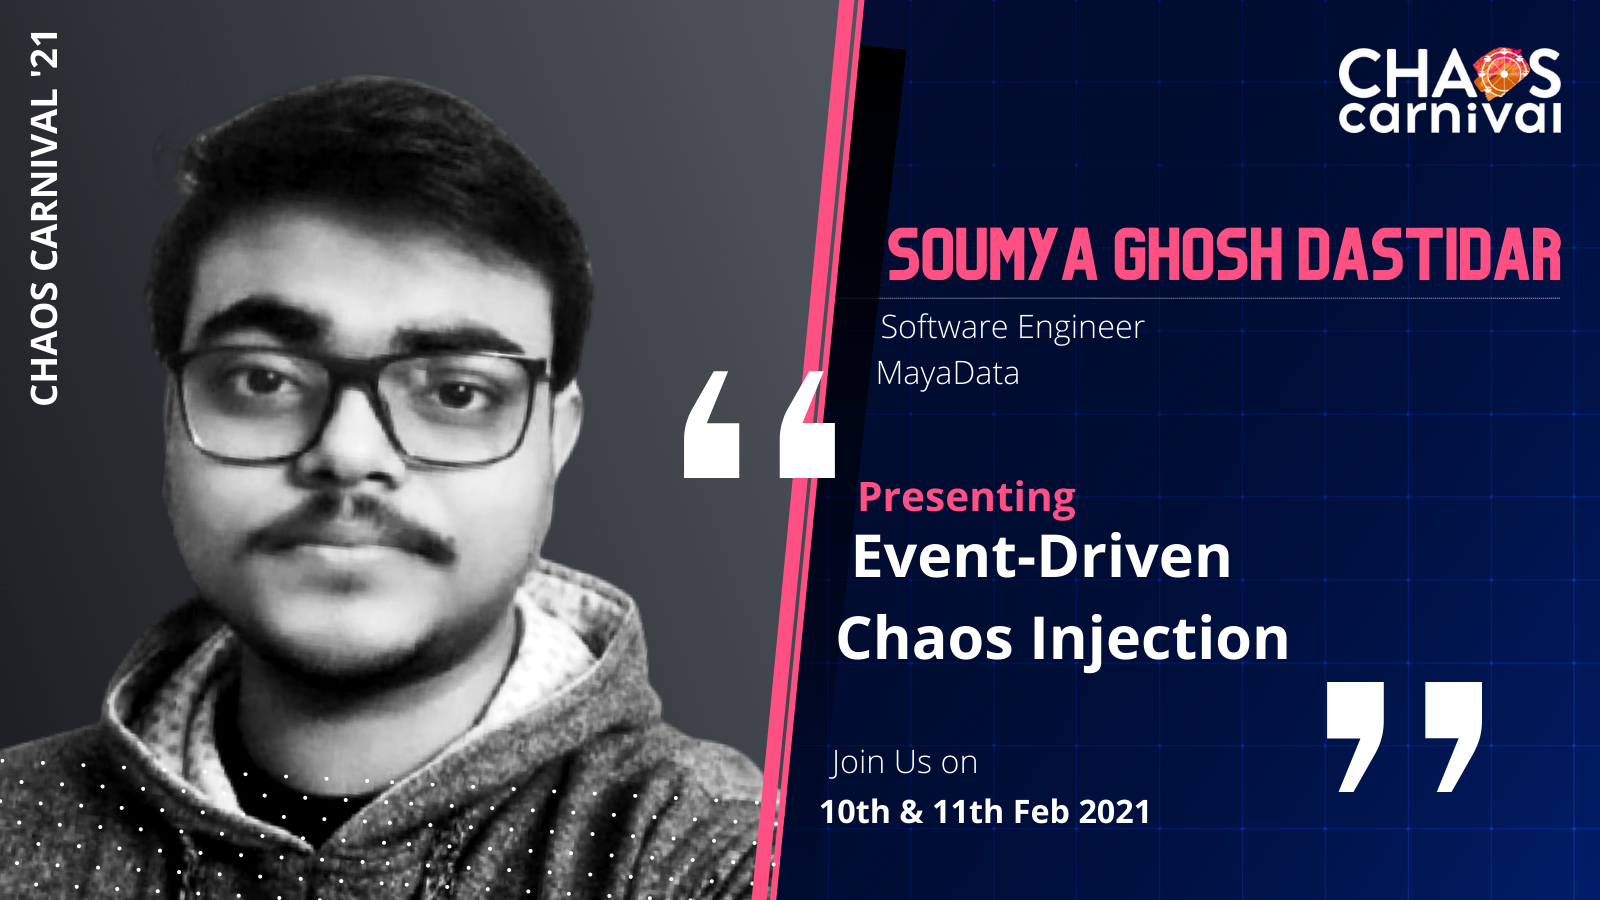 CHAOS CARNIVAL '21
CHAOS
carnival
SOUMYA GHOSH DASTIDAR
Software Engineer
MayaData
“
Presenting
Event-Driven
Chaos Injection
”
Join Us on
10th & 11th Feb 2021